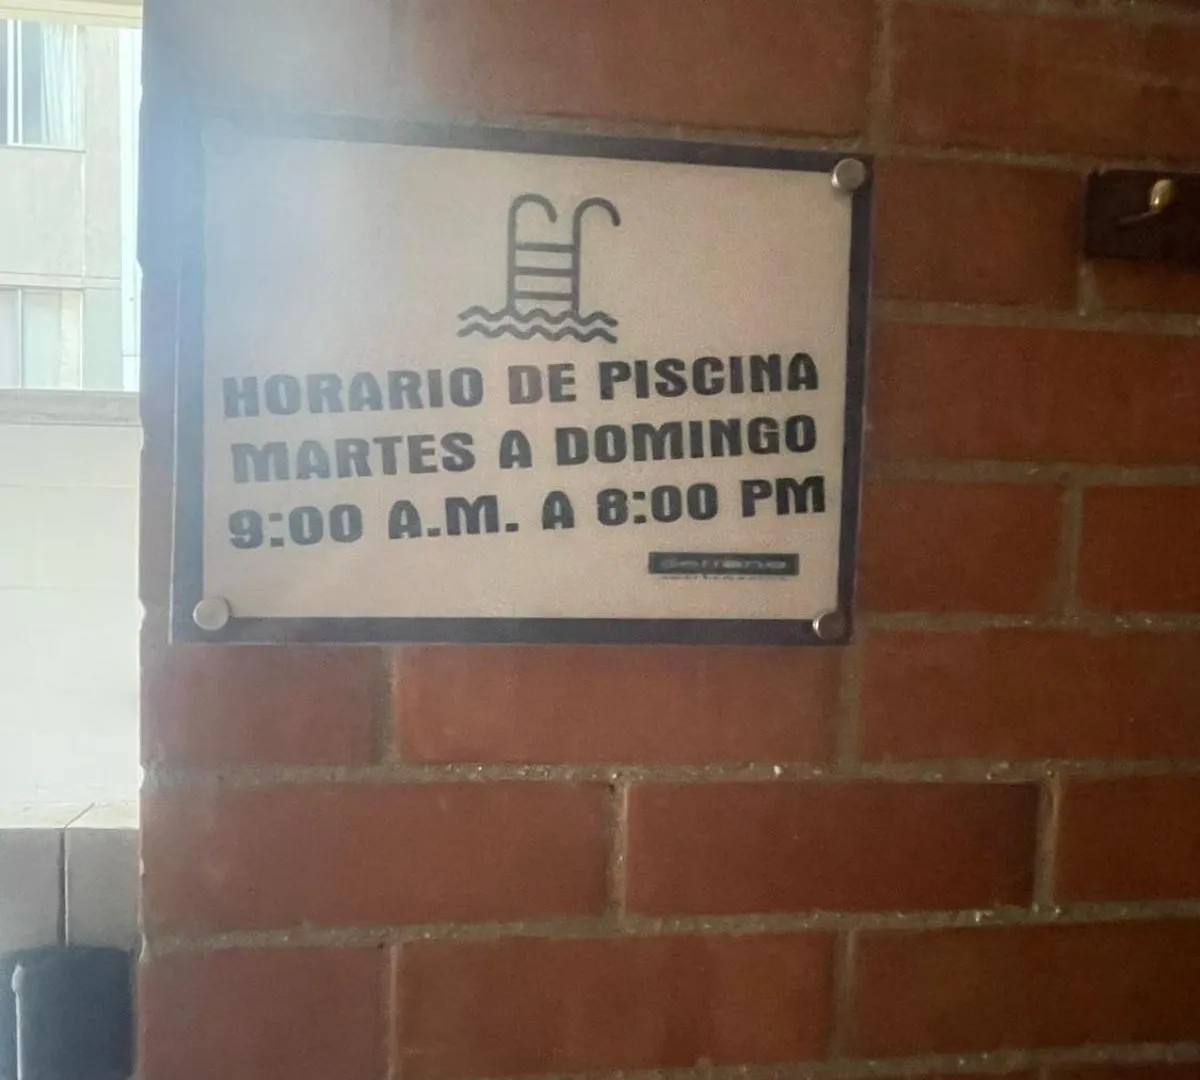 HORARIO DE PISCINA
MARTES A DOMINGO
9:00 A.M. A 8:00 PM